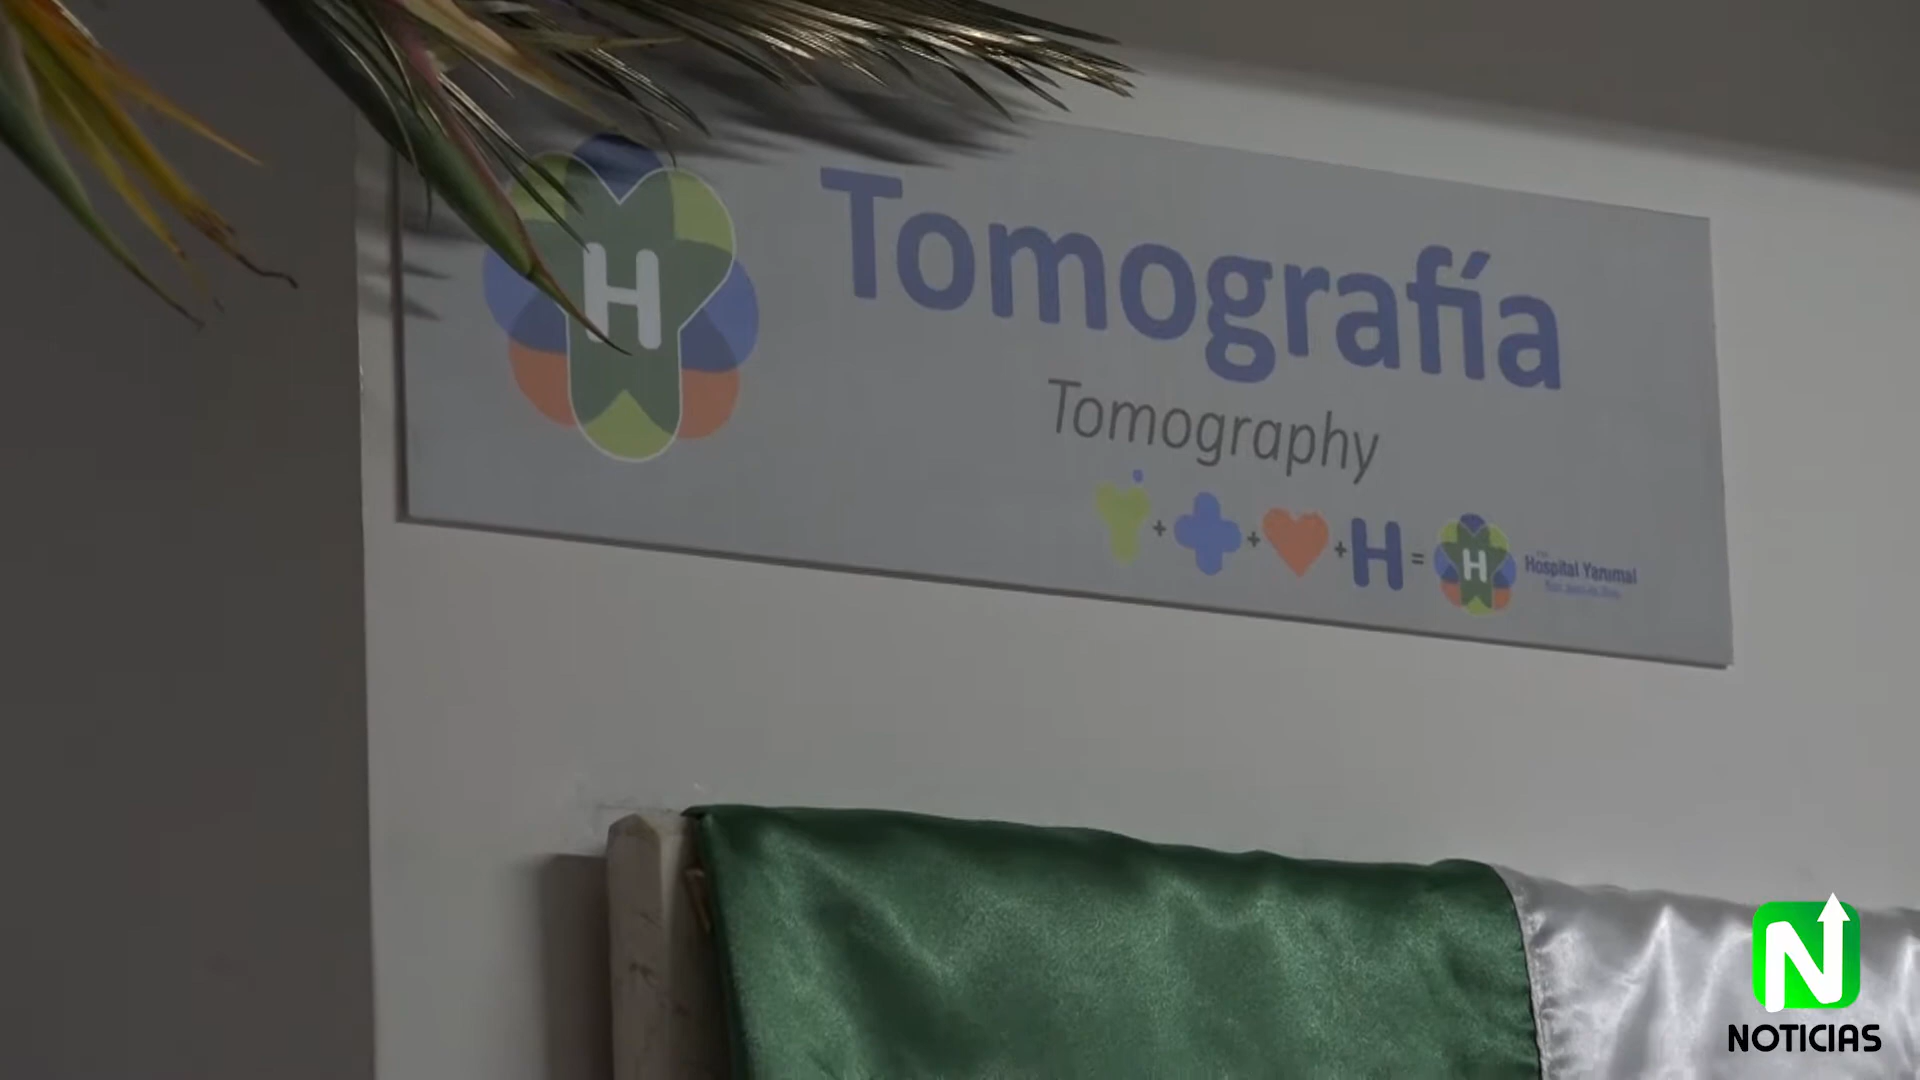 H
Tomografía
Tomography
+ + + H = H
Hospital Yarumal
NOTICIAS